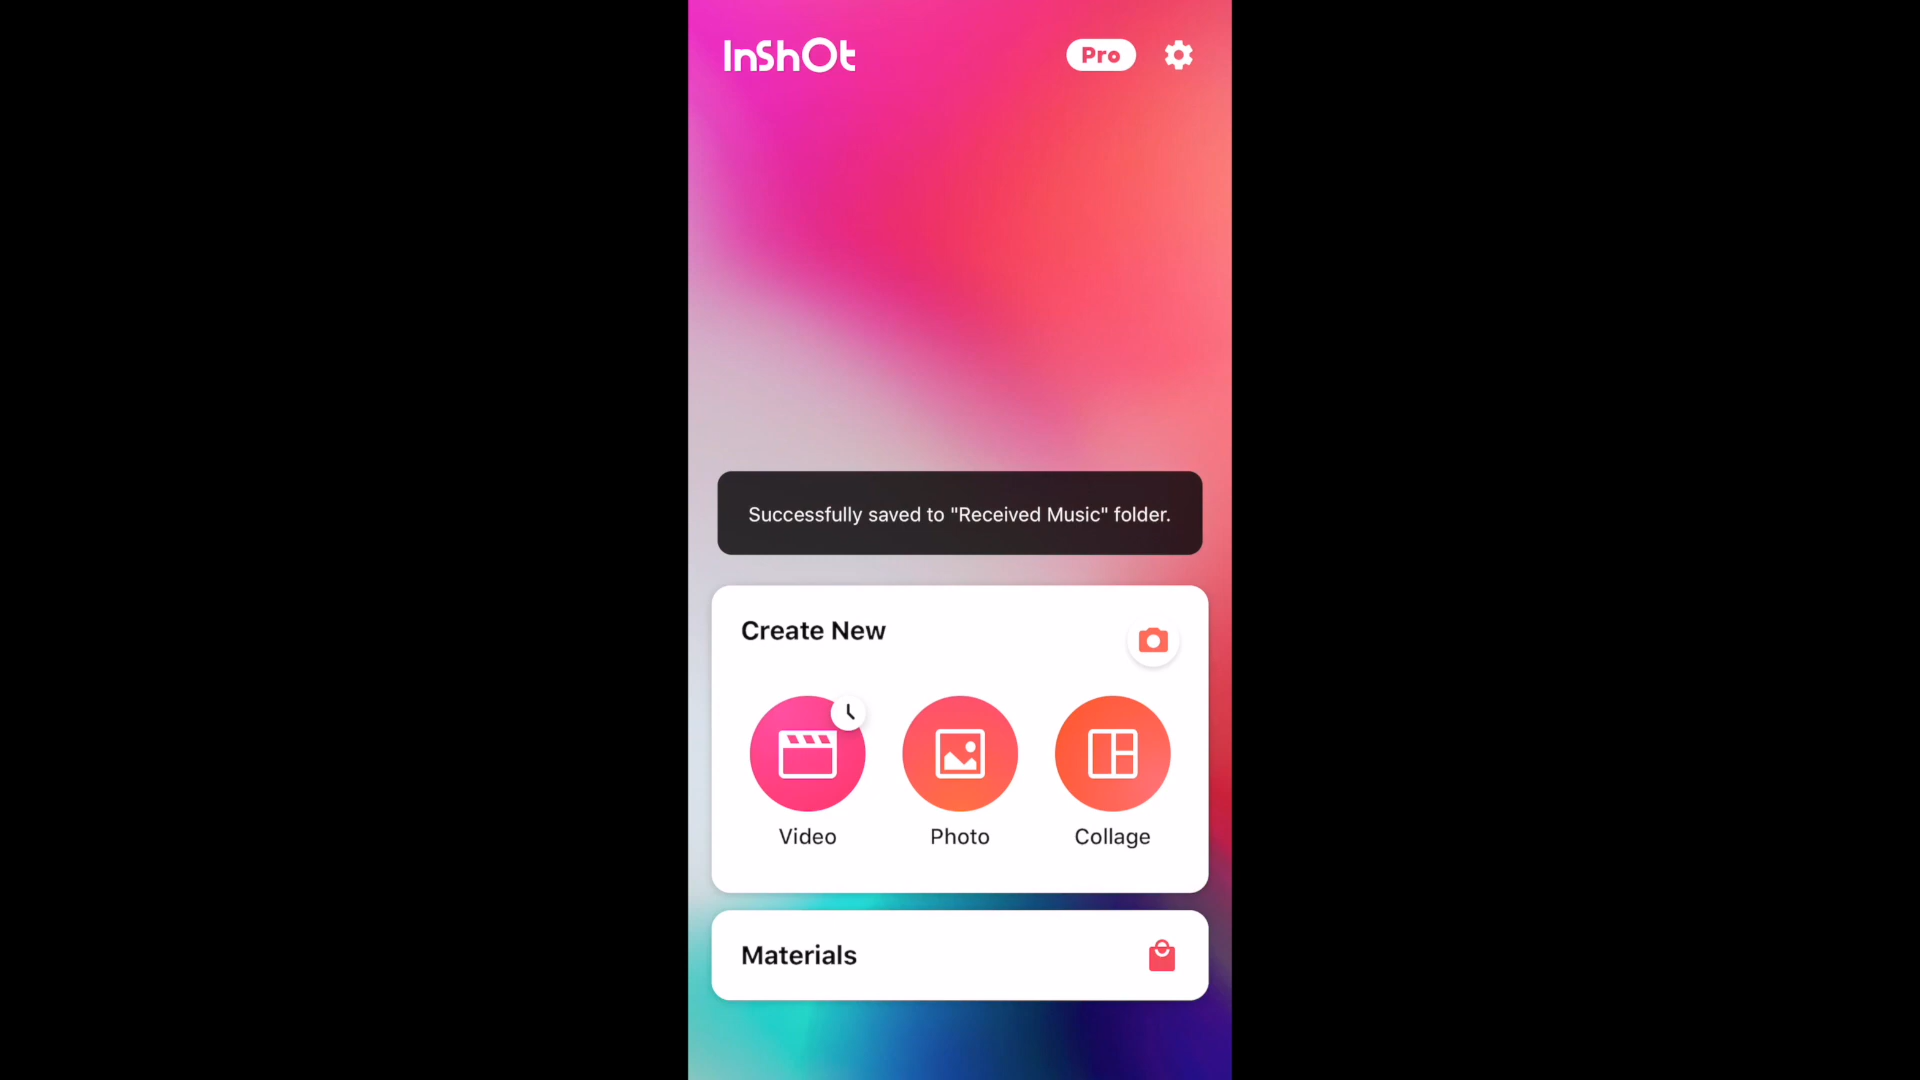 InShOt
Pro
Successfully saved to "Received Music" folder.
Create New
Video
Photo
Collage
Materials